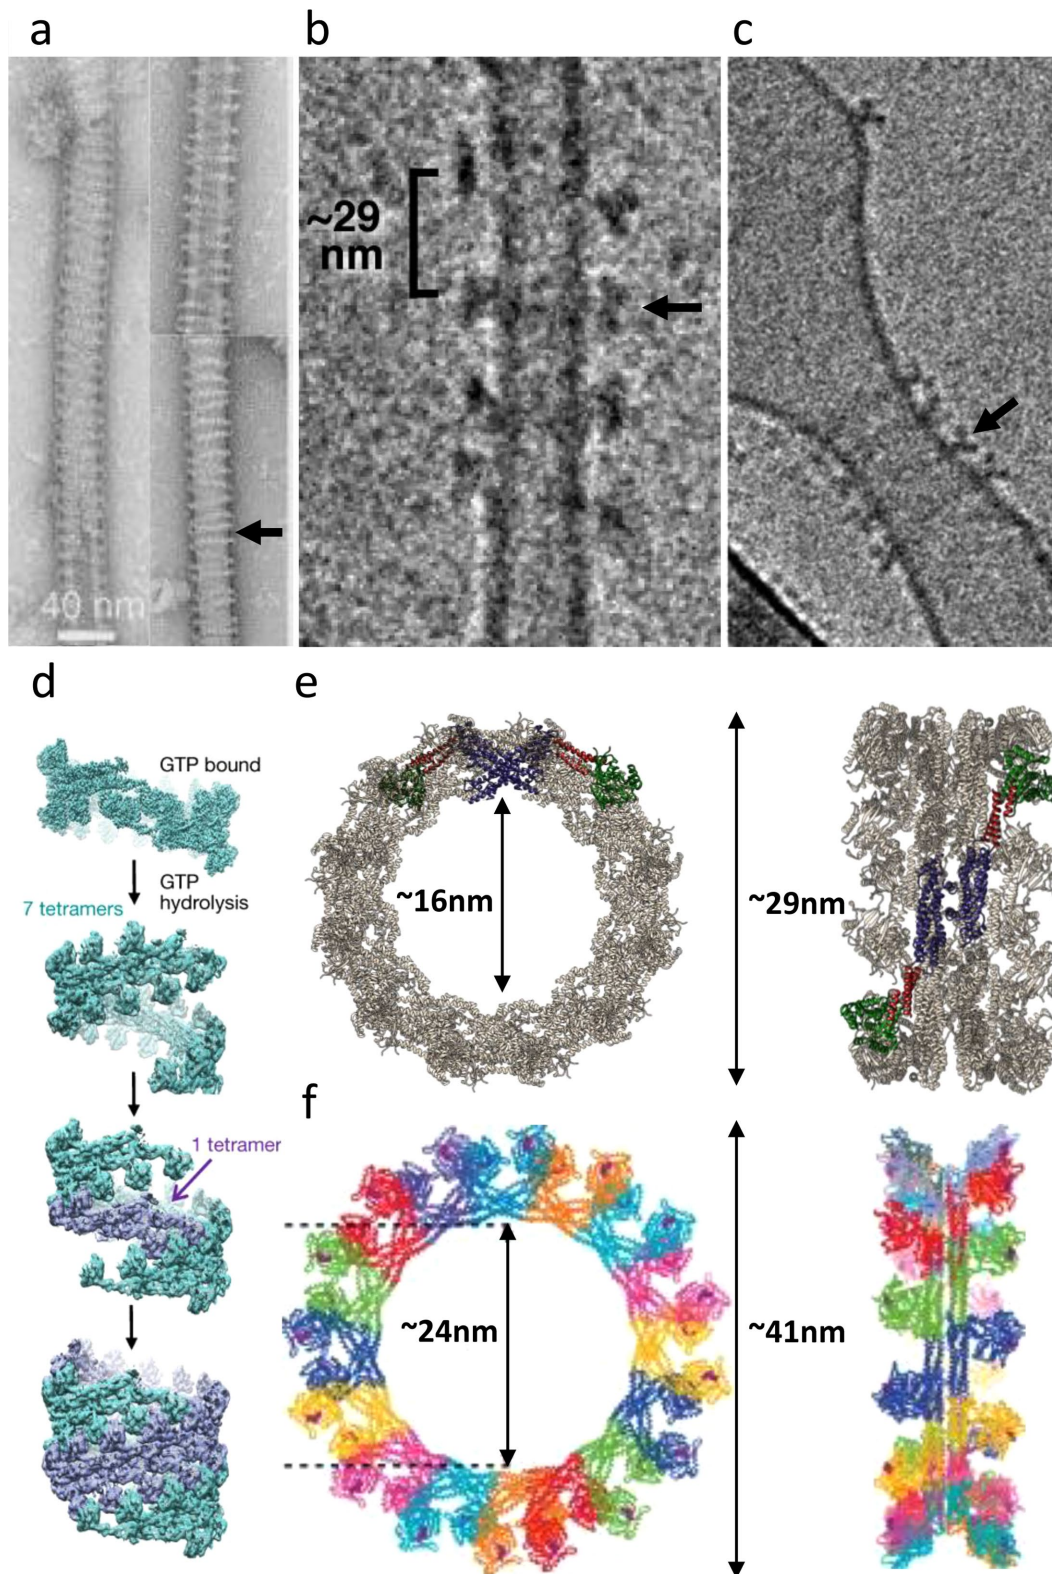 a
b
c
~29
nm
40 nm
d
e
GTP bound
GTP
hydrolysis
7 tetramers
~16nm
~29nm
1 tetramer
f
~24nm
~41nm